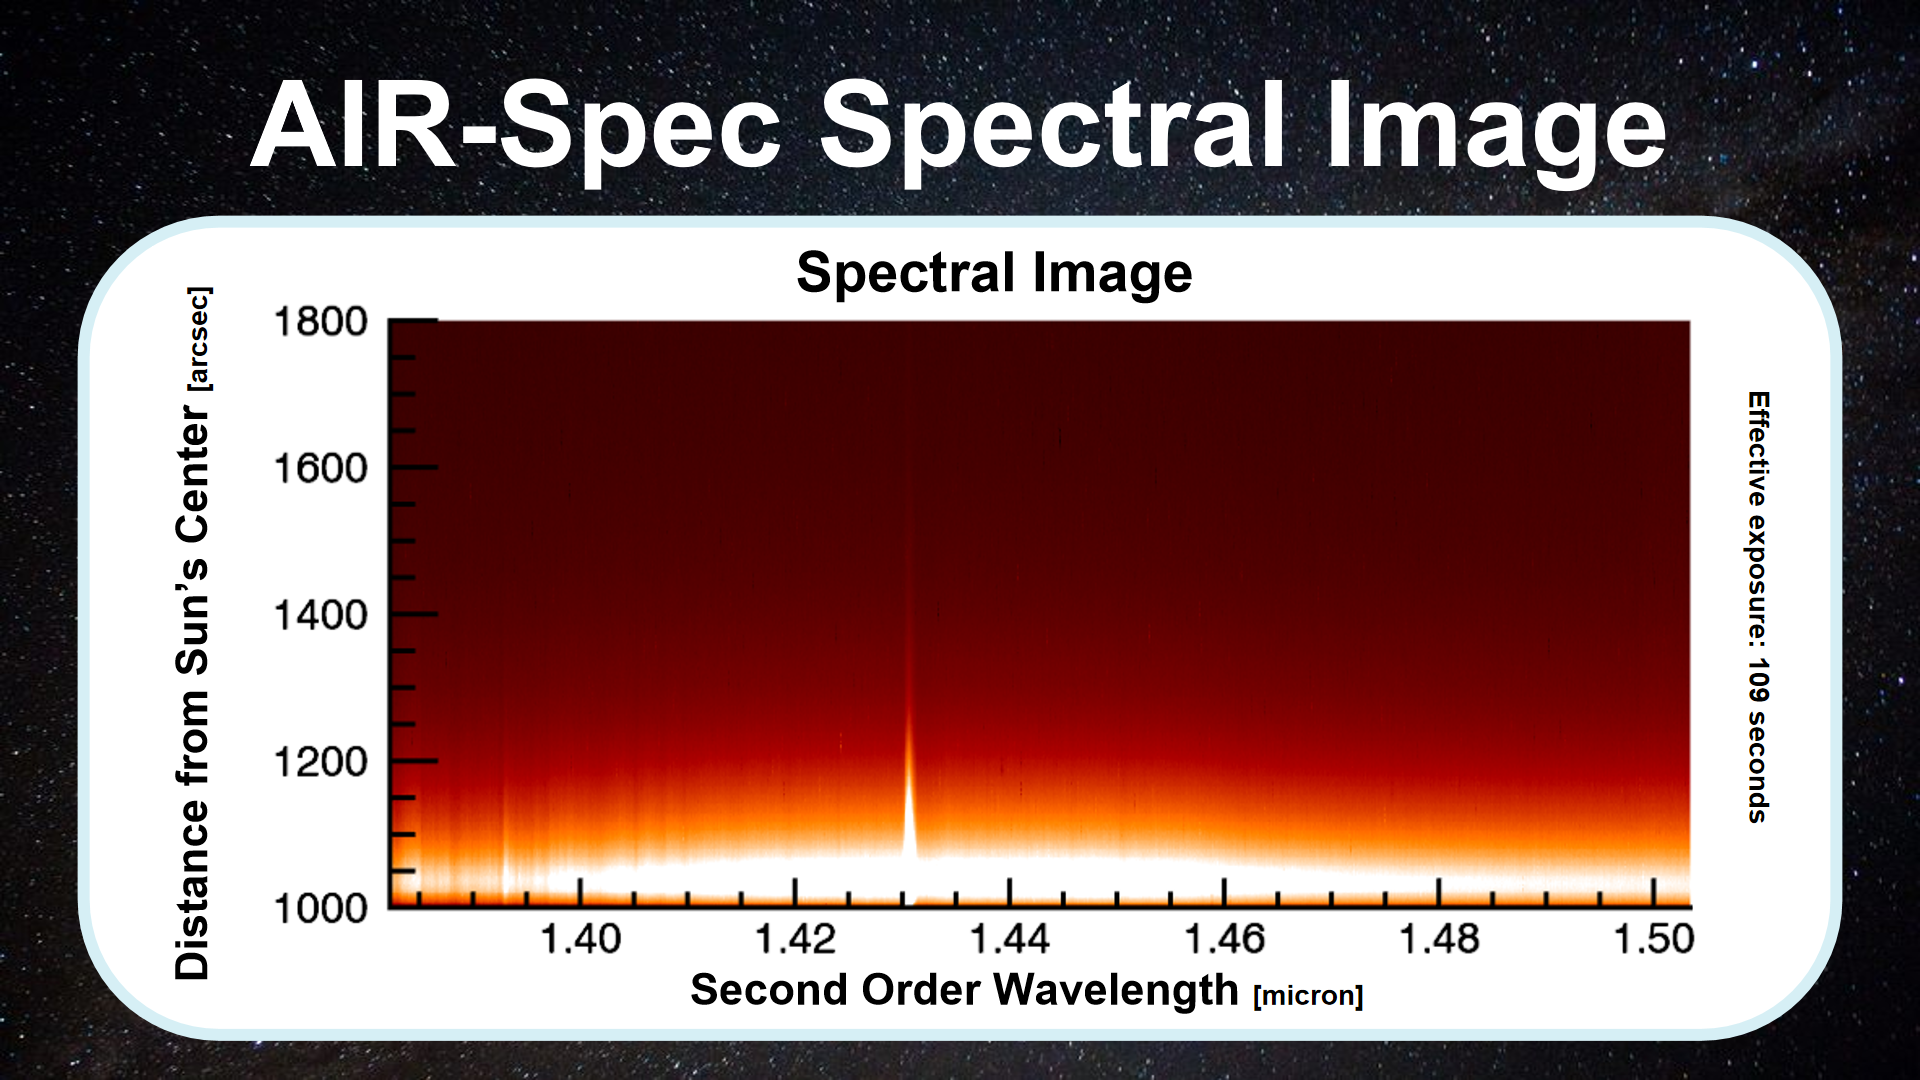 AIR-Spec Spectral Image
Spectral Image
Distance from Sun’s Center [arcsec]
1800
1600
1400
1200
1000
1.40 1.42 1.44 1.46 1.48 1.50
Second Order Wavelength [micron]
Effective exposure: 109 seconds